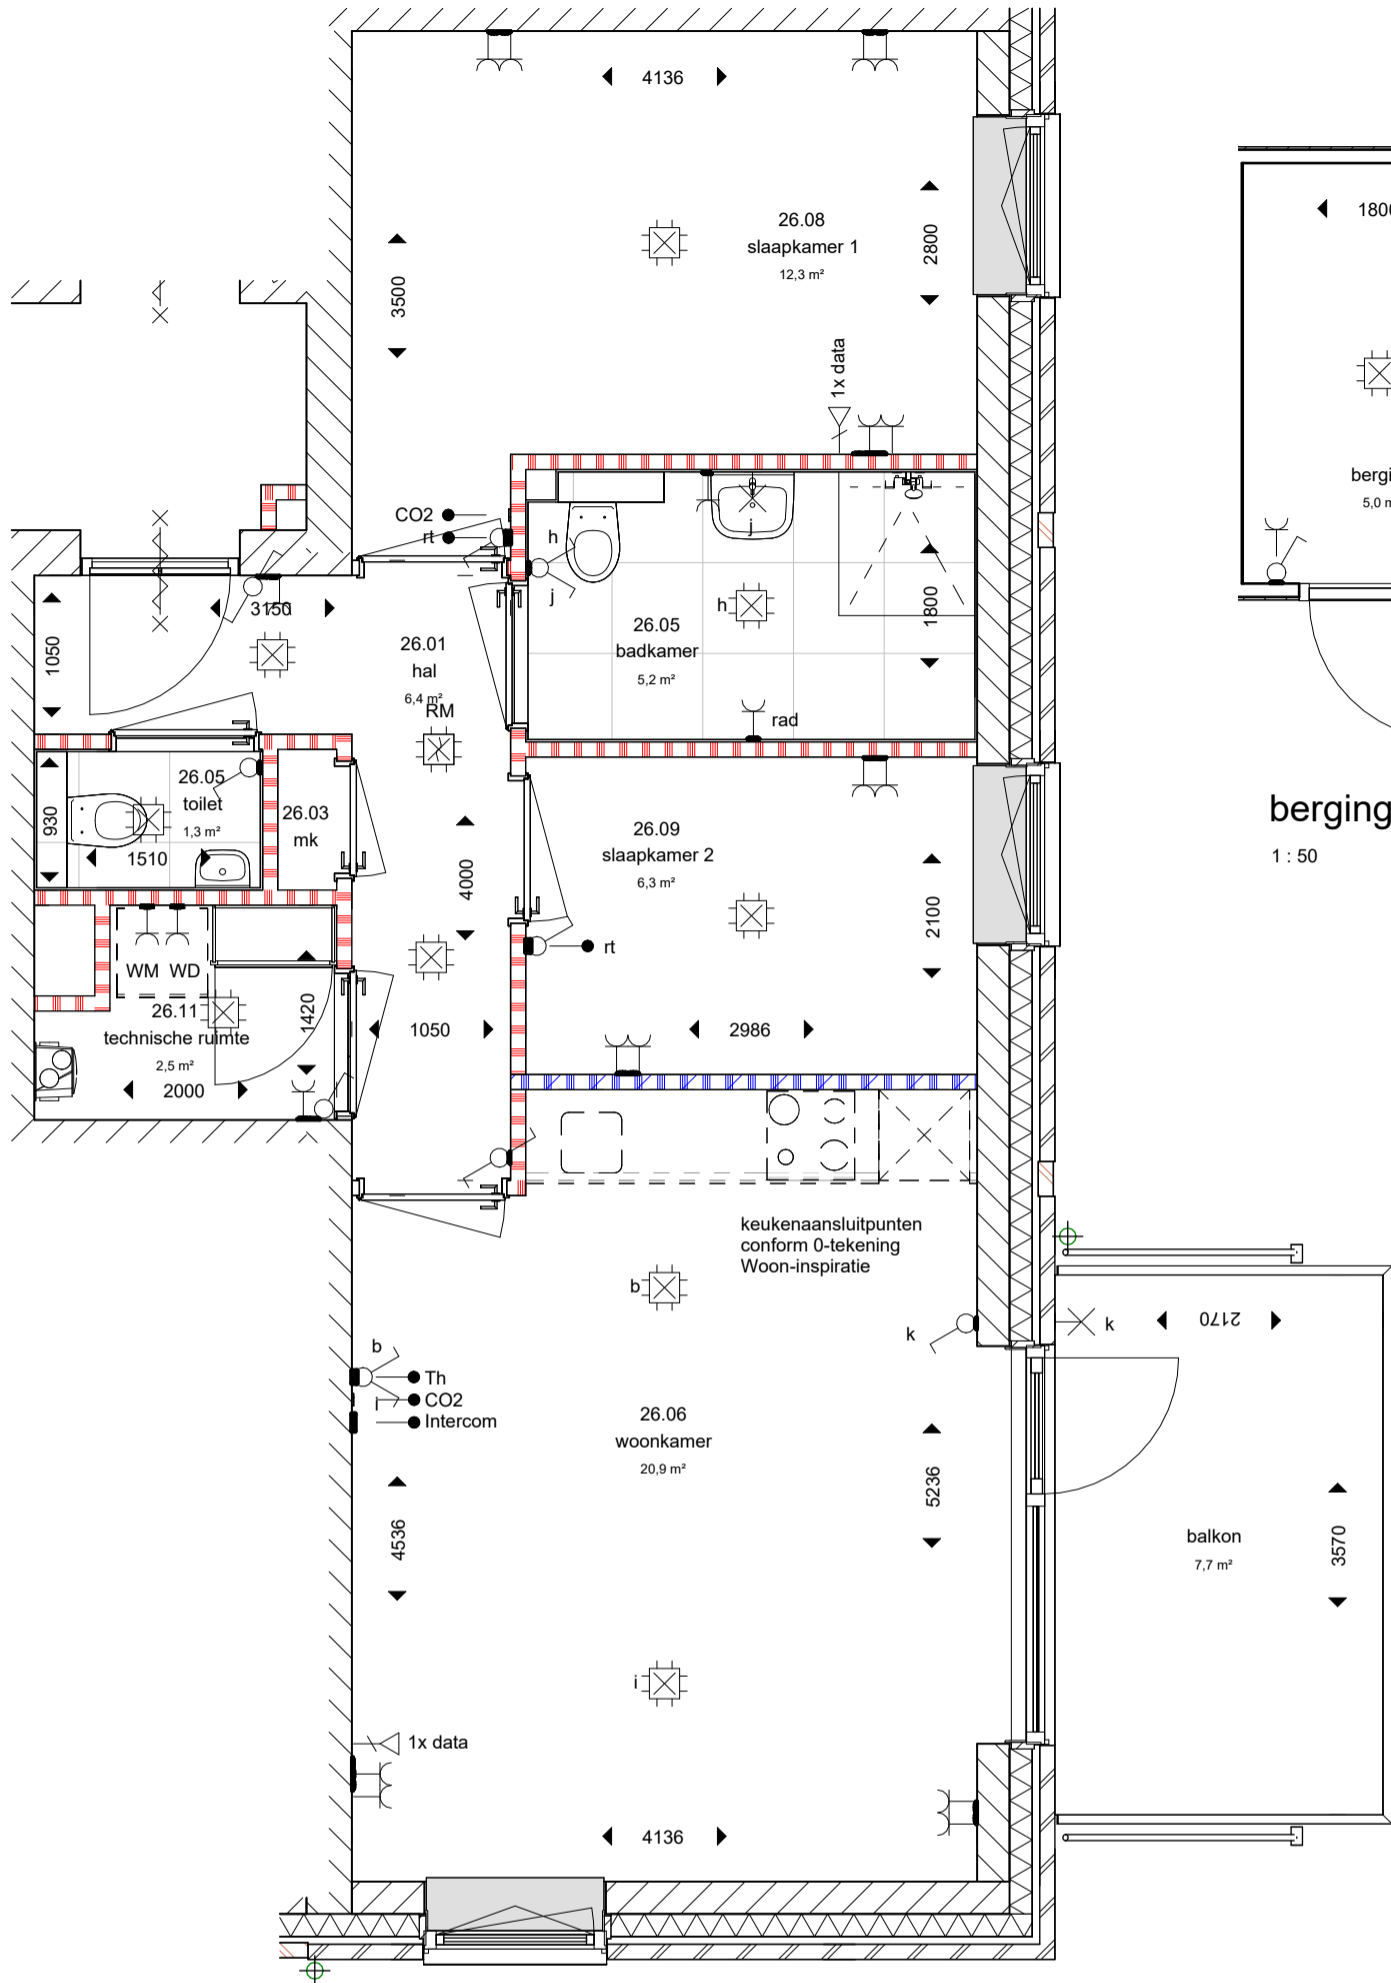 4136
26.08
slaapkamer 1
12,3 m²
2800
3500
1x data
CO2
rt
h
j
j
h
26.05
badkamer
5,2 m²
1800
rad
3150
1050
26.01
hal
6,4 m²
RM
26.05
toilet
1,3 m²
930
1510
26.03
mk
4000
26.09
slaapkamer 2
6,3 m²
2100
rt
WM WD
26.11
technische ruimte
2,5 m²
1420
2000
1050
2986
keukenaansluitpunten
conform 0-tekening
Woon-inspiratie
b
k
k
2170
b
Th
CO2
Intercom
26.06
woonkamer
20,9 m²
5236
4536
balkon
7,7 m²
3570
i
1x data
4136
berging
1 : 50